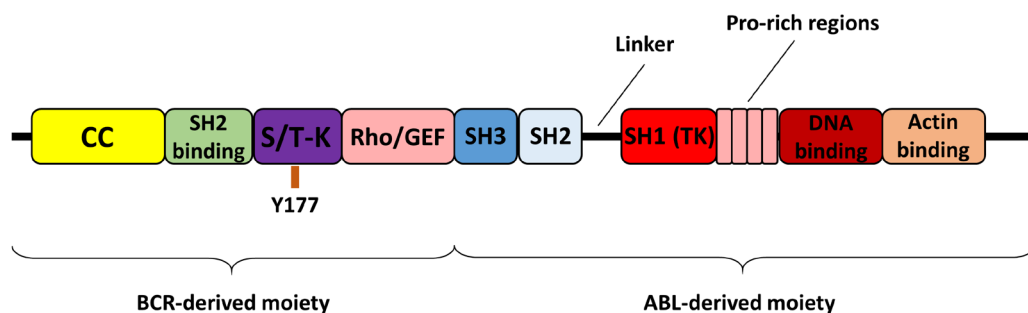 Pro-rich regions
Linker
CC
SH2
binding
S/T-K
Rho/GEF
SH3
SH2
SH1 (TK)
DNA
binding
Actin
binding
Y177
BCR-derived moiety
ABL-derived moiety